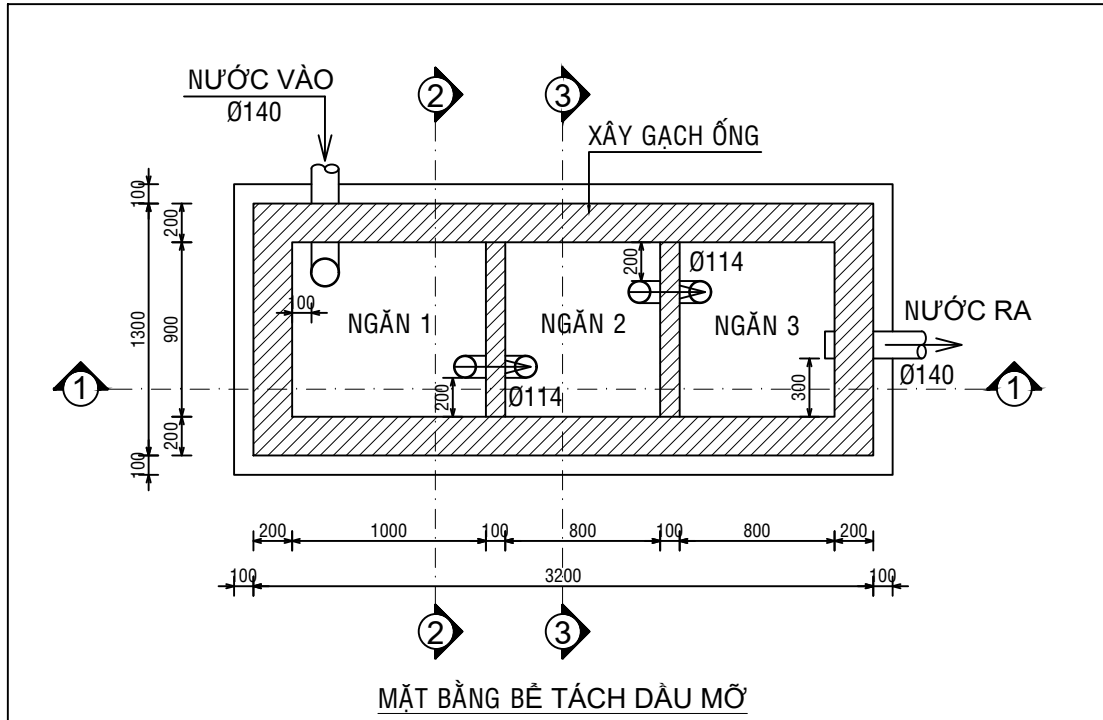 NƯỚC VÀO
Ø140
2
3
XÂY GẠCH ỐNG
100
200
200
Ø114
100
NGĂN 1
NGĂN 2
NGĂN 3
NƯỚC RA
1300
900
Ø140
1
200
Ø114
300
1
200
100
200
1000
100
800
100
800
200
100
3200
100
2
3
MẶT BẰNG BỂ TÁCH DẦU MỠ